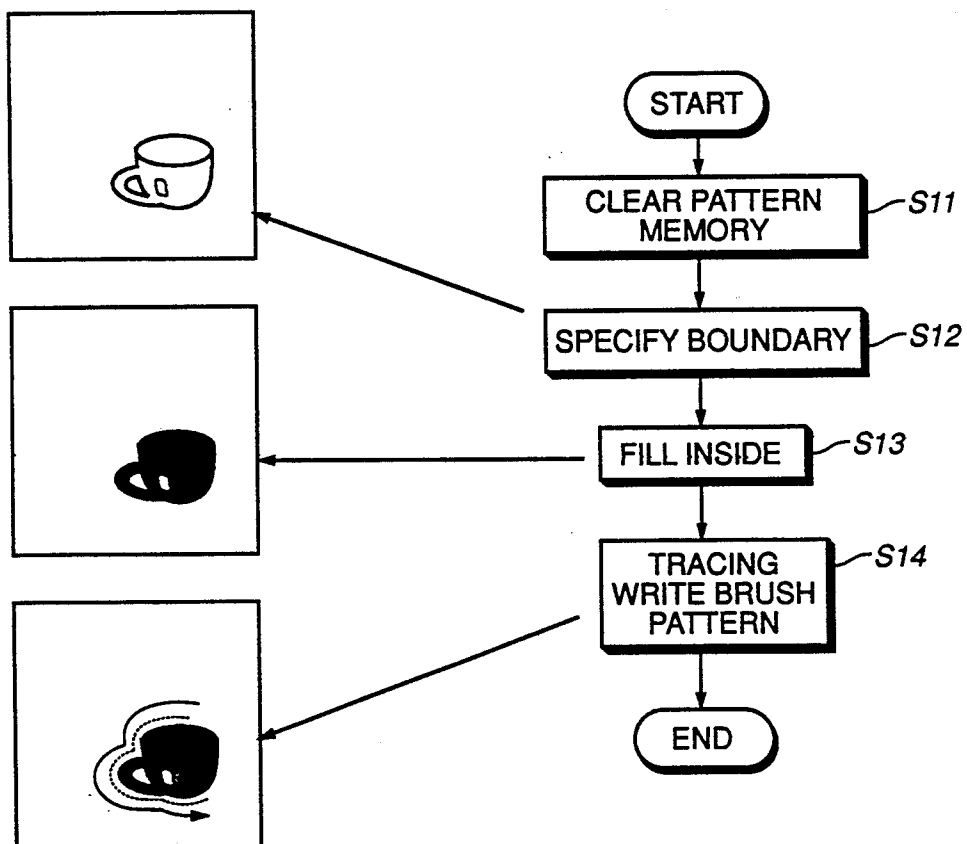 START
CLEAR PATTERN
MEMORY
S11
SPECIFY BOUNDARY
S12
FILL INSIDE
S13
TRACING
WRITE BRUSH
PATTERN
S14
END